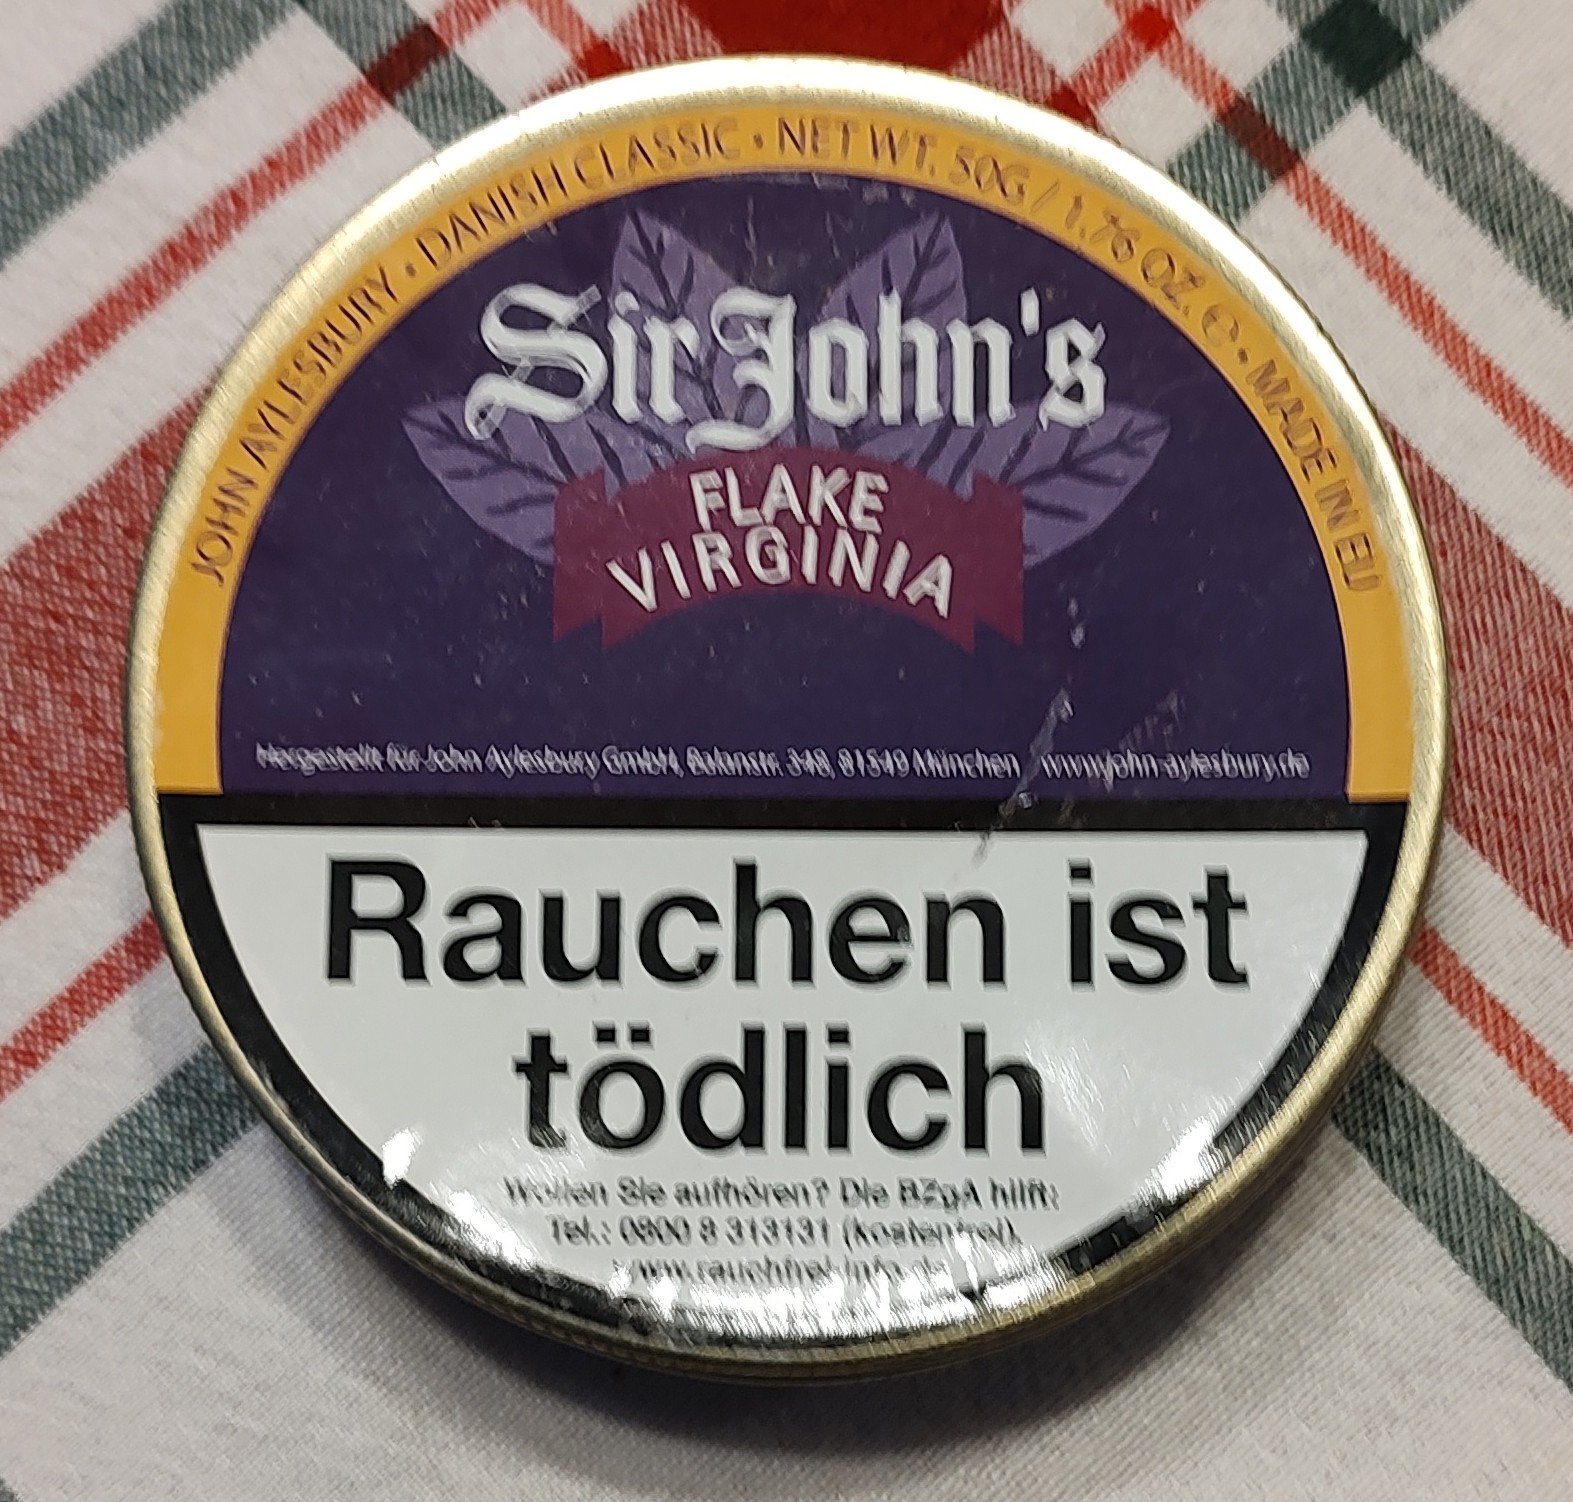 JOHN AYLESBURY • DANISH CLASSIC • NET WT. 50G / 1.76 OZ. ℮ • MADE IN EU
Sir John's
FLAKE
VIRGINIA
Hergestellt für John Aylesbury GmbH, Balanstr. 348, 81549 München / www.john-aylesbury.de
Rauchen ist
tödlich
Wollen Sie aufhören? Die BZgA hilft:
Tel.: 0800 8 313131 (kostenfrei),
www.rauchfrei-info.de